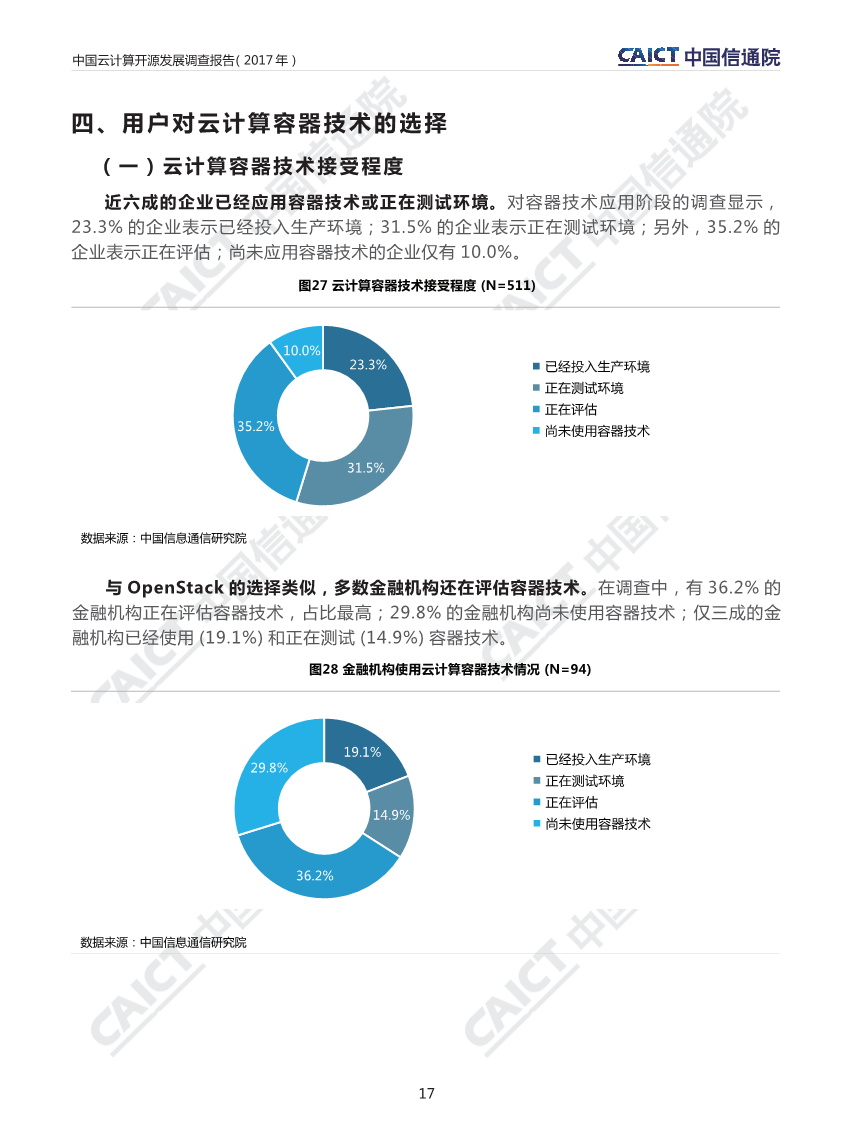 中国云计算开源发展调查报告( 2017 年 )
CAICT 中国信通院
四、用户对云计算容器技术的选择
（一）云计算容器技术接受程度
近六成的企业已经应用容器技术或正在测试环境。对容器技术应用阶段的调查显示，
23.3% 的企业表示已经投入生产环境；31.5% 的企业表示正在测试环境；另外，35.2% 的
企业表示正在评估；尚未应用容器技术的企业仅有 10.0%。
图27 云计算容器技术接受程度 (N=511)
10.0%
23.3%
35.2%
31.5%
已经投入生产环境
正在测试环境
正在评估
尚未使用容器技术
数据来源：中国信息通信研究院
与 OpenStack 的选择类似，多数金融机构还在评估容器技术。在调查中，有 36.2% 的
金融机构正在评估容器技术，占比最高；29.8% 的金融机构尚未使用容器技术；仅三成的金
融机构已经使用 (19.1%) 和正在测试 (14.9%) 容器技术。
图28 金融机构使用云计算容器技术情况 (N=94)
19.1%
29.8%
14.9%
36.2%
已经投入生产环境
正在测试环境
正在评估
尚未使用容器技术
数据来源：中国信息通信研究院
17